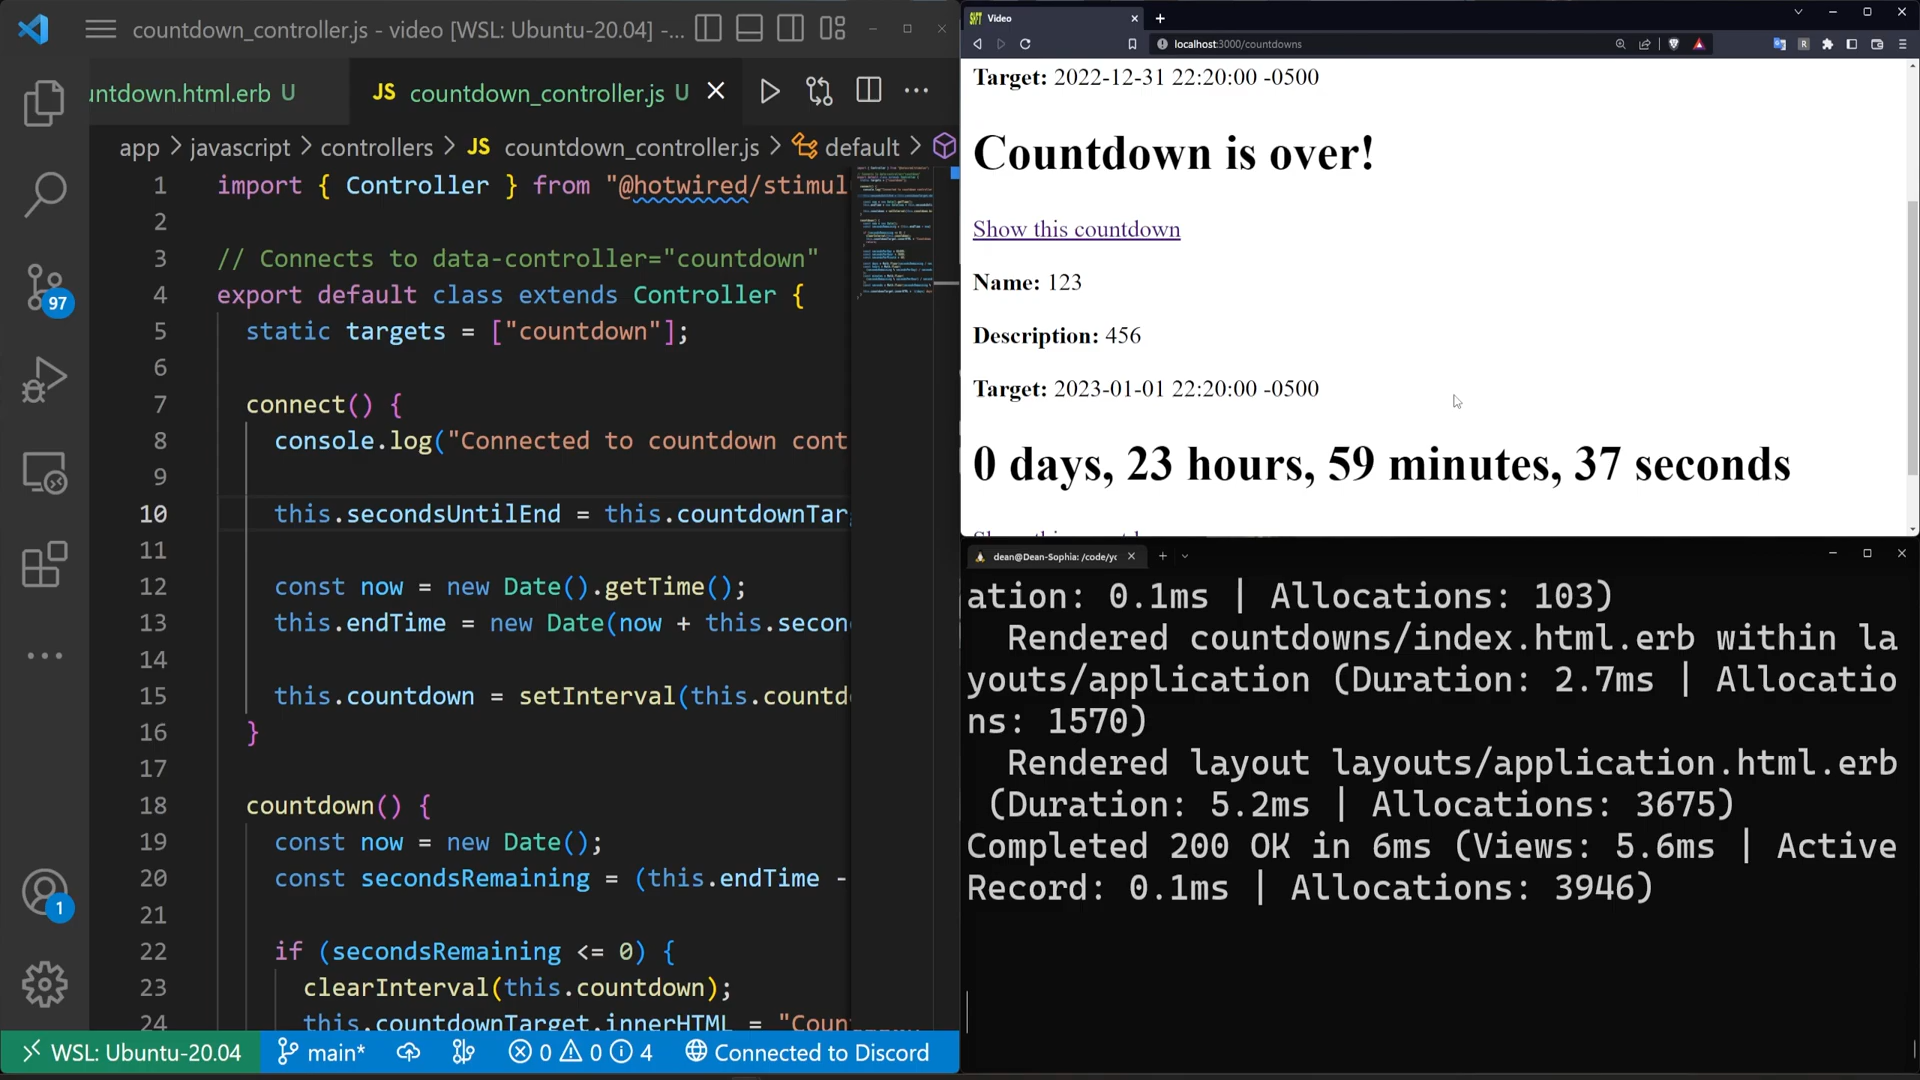 countdown_controller.js - video [WSL: Ubuntu-20.04] -...
untdown.html.erb U
JS countdown_controller.js U
app > javascript > controllers > JS countdown_controller.js > default >
1 import { Controller } from "@hotwired/stimul
2
3 // Connects to data-controller="countdown"
4 export default class extends Controller {
5 static targets = ["countdown"];
6
7 connect() {
8 console.log("Connected to countdown cont
9
10 this.secondsUntilEnd = this.countdownTar
11
12 const now = new Date().getTime();
13 this.endTime = new Date(now + this.secon
14
15 this.countdown = setInterval(this.countd
16 }
17
18 countdown() {
19 const now = new Date();
20 const secondsRemaining = (this.endTime -
21
22 if (secondsRemaining <= 0) {
23 clearInterval(this.countdown);
24 this.countdownTarget.innerHTML = "Coun
97
1
WSL: Ubuntu-20.04 main* 0 0 4 Connected to Discord
Video
localhost:3000/countdowns
Target: 2022-12-31 22:20:00 -0500
Countdown is over!
Show this countdown
Name: 123
Description: 456
Target: 2023-01-01 22:20:00 -0500
0 days, 23 hours, 59 minutes, 37 seconds
dean@Dean-Sophia: /code/yc
ation: 0.1ms | Allocations: 103)
Rendered countdowns/index.html.erb within la
youts/application (Duration: 2.7ms | Allocatio
ns: 1570)
Rendered layout layouts/application.html.erb
(Duration: 5.2ms | Allocations: 3675)
Completed 200 OK in 6ms (Views: 5.6ms | Active
Record: 0.1ms | Allocations: 3946)